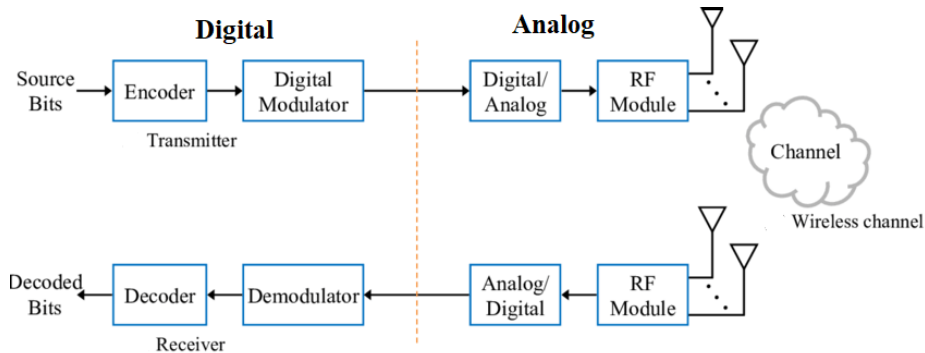 Digital
Analog
Source
Bits
Encoder
Digital
Modulator
Digital/
Analog
RF
Module
Transmitter
Channel
Wireless channel
Decoded
Bits
Decoder
Demodulator
Analog/
Digital
RF
Module
Receiver